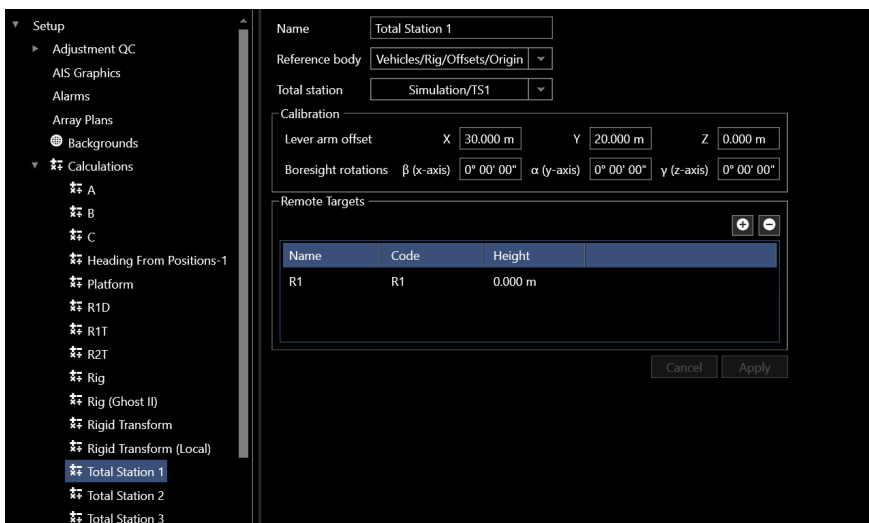 Setup
Adjustment QC
AIS Graphics
Alarms
Array Plans
Backgrounds
Calculations
A
B
C
Heading From Positions-1
Platform
R1D
R1T
R2T
Rig
Rig (Ghost II)
Rigid Transform
Rigid Transform (Local)
Total Station 1
Total Station 2
Total Station 3
Name Total Station 1
Reference body Vehicles/Rig/Offsets/Origin
Total station Simulation/TS1
Calibration
Lever arm offset X 30.000 m Y 20.000 m Z 0.000 m
Boresight rotations β (x-axis) 0° 00' 00" α (y-axis) 0° 00' 00" γ (z-axis) 0° 00' 00"
Remote Targets
Name Code Height
R1 R1 0.000 m
Cancel Apply